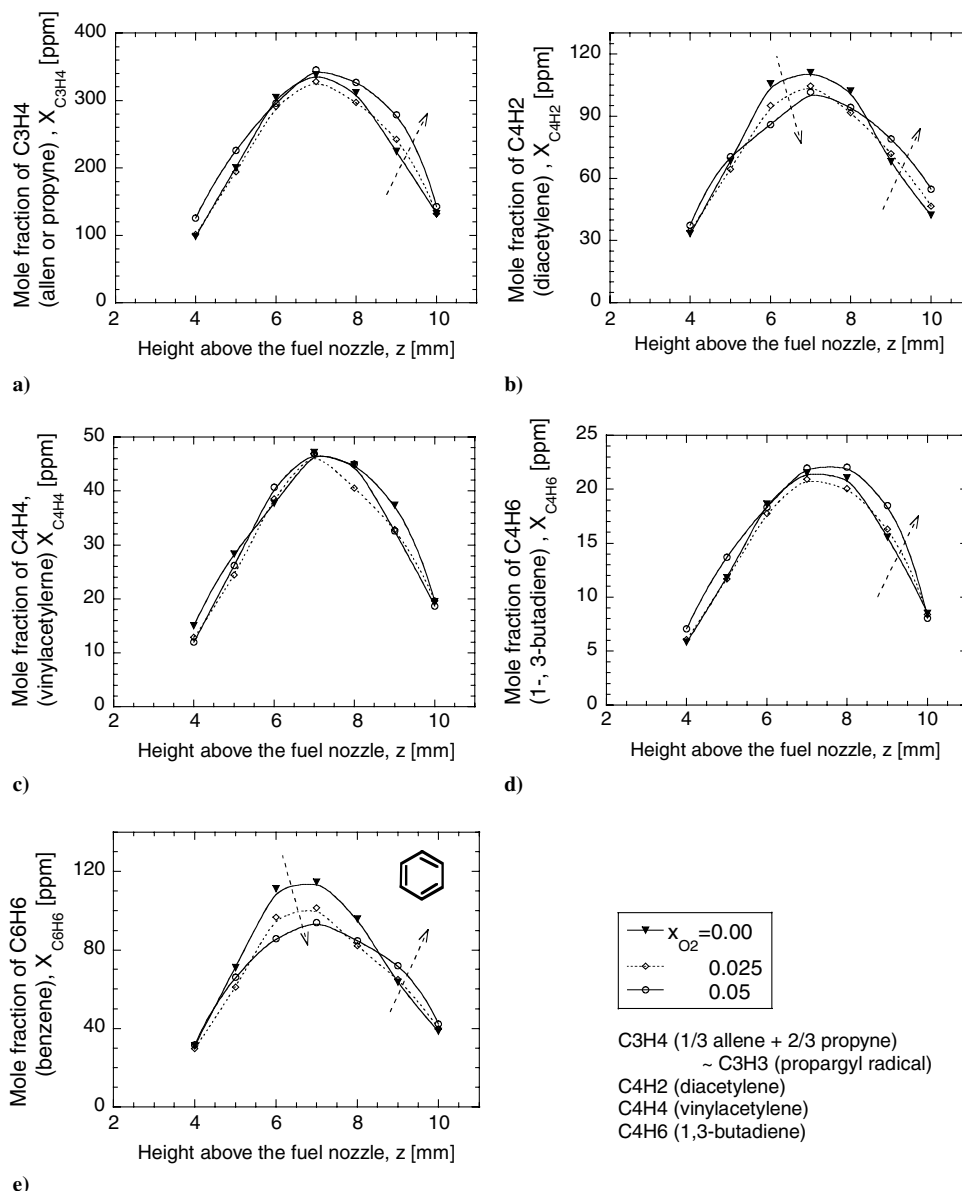 Mole fraction of C3H4
(allen or propyne) , X_C3H4 [ppm]
400
300
200
100
0
2 4 6 8 10
Height above the fuel nozzle, z [mm]
a)
Mole fraction of C4H2
(diacetylene) , X_C4H2 [ppm]
120
90
60
30
0
2 4 6 8 10
Height above the fuel nozzle, z [mm]
b)
Mole fraction of C4H4,
(vinylacetylerne) X_C4H4 [ppm]
50
40
30
20
10
0
2 4 6 8 10
Height above the fuel nozzle, z [mm]
c)
Mole fraction of C4H6
(1-, 3-butadiene) , X_C4H6 [ppm]
25
20
15
10
5
0
2 4 6 8 10
Height above the fuel nozzle, z [mm]
d)
Mole fraction of C6H6
(benzene), X_C6H6 [ppm]
120
80
40
0
2 4 6 8 10
Height above the fuel nozzle, z [mm]
e)
x_O2=0.00
0.025
0.05
C3H4 (1/3 allene + 2/3 propyne)
~ C3H3 (propargyl radical)
C4H2 (diacetylene)
C4H4 (vinylacetylene)
C4H6 (1,3-butadiene)